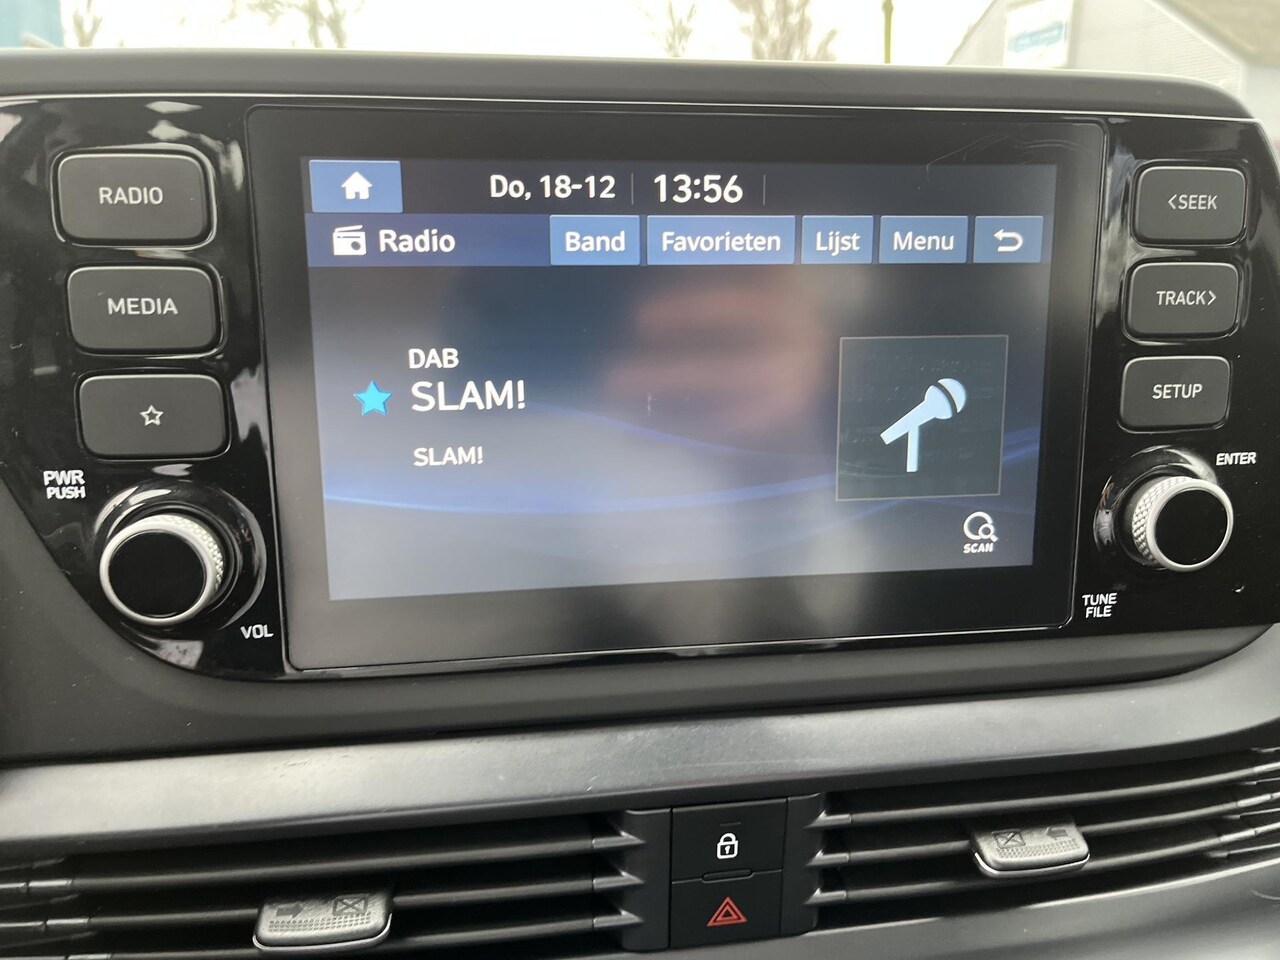 RADIO
MEDIA
PWR
PUSH
VOL
Do, 18-12
13:56
Radio
Band
Favorieten
Lijst
Menu
DAB
SLAM!
SLAM!
SCAN
<SEEK
TRACK>
SETUP
ENTER
TUNE
FILE